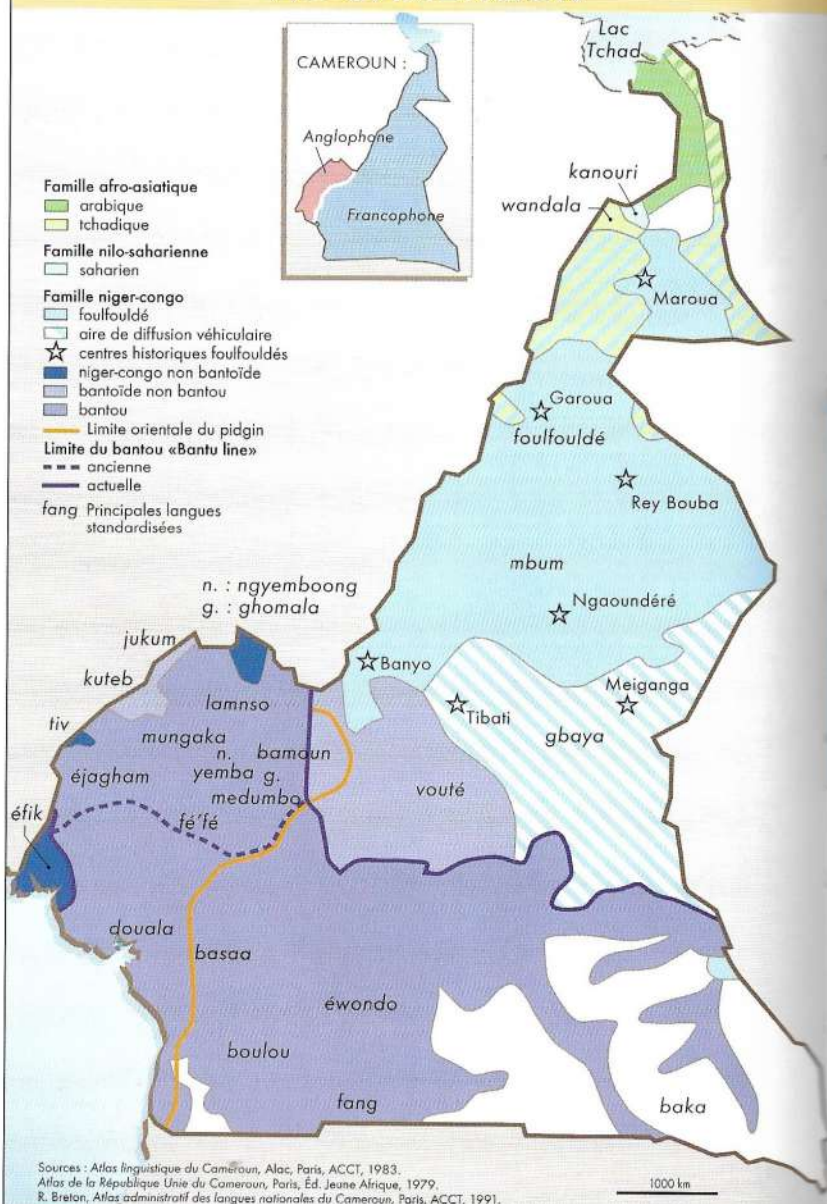 Lac
Tchad
CAMEROUN :
Anglophone
Francophone
kanouri
wandala
Maroua
Famille afro-asiatique
arabique
tchadique
Famille nilo-saharienne
saharien
Famille niger-congo
foulfouldé
aire de diffusion véhiculaire
centres historiques foulfouldés
niger-congo non bantoïde
bantoïde non bantou
bantou
Limite orientale du pidgin
Limite du bantou «Bantu line»
ancienne
actuelle
fang Principales langues
standardisées
Garoua
foulfouldé
Rey Bouba
mbum
Ngaoundéré
n. : ngyemboong
g. : ghomala
jukum
Banyo
kuteb
Meiganga
lamnso
Tibati
tiv
mungaka
gbaya
n. bamoun
éjagham
yemba g.
vouté
medumba
éfik
fé'fé
douala
basaa
éwondo
boulou
fang
baka
Sources : Atlas linguistique du Cameroun, Alac, Paris, ACCT, 1983.
Atlas de la République Unie du Cameroun, Paris, Éd. Jeune Afrique, 1979.
R. Breton, Atlas administratif des langues nationales du Cameroun, Paris, ACCT, 1991.
1000 km